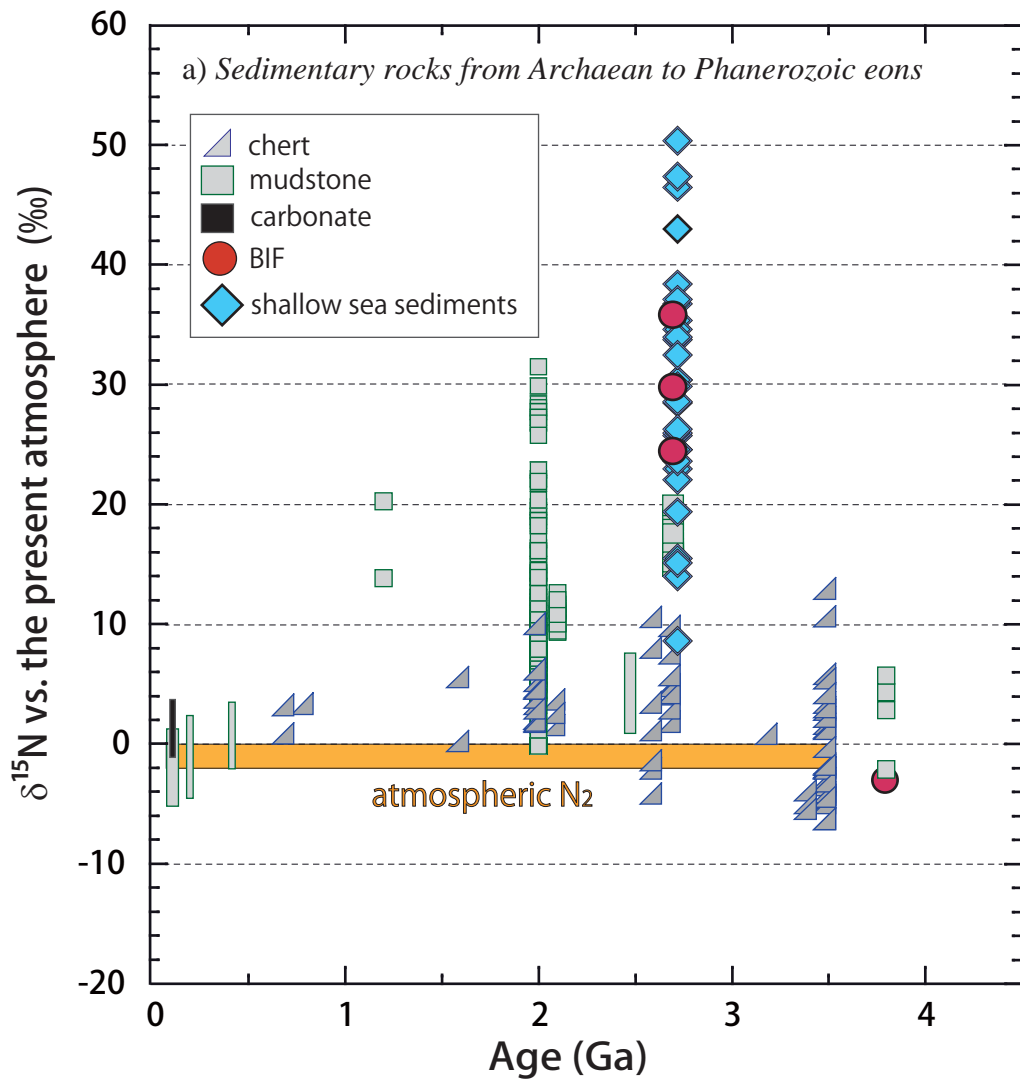 a) Sedimentary rocks from Archaean to Phanerozoic eons
chert
mudstone
carbonate
BIF
shallow sea sediments
atmospheric N₂
δ¹⁵N vs. the present atmosphere (‰)
60
50
40
30
20
10
0
-10
-20
0 1 2 3 4
Age (Ga)